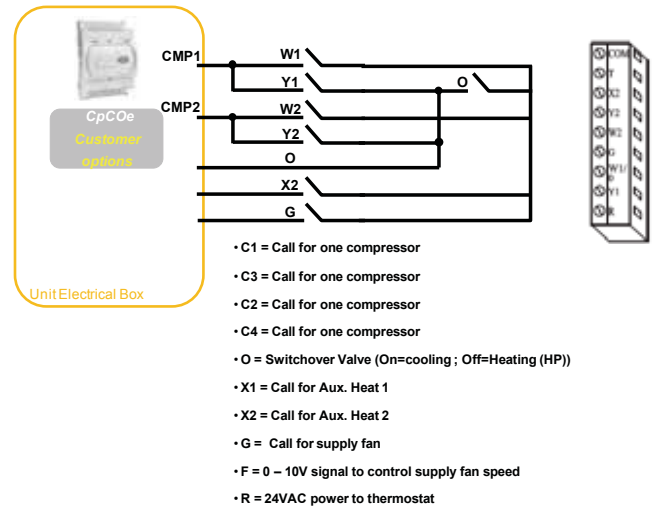 CMP1
W1
Y1
O
CMP2
W2
Y2
O
X2
G
CpCOe
Customer
options
Unit Electrical Box
COM
T
X2
Y2
W2
G
W1/
Y1
R
• C1 = Call for one compressor
• C3 = Call for one compressor
• C2 = Call for one compressor
• C4 = Call for one compressor
• O = Switchover Valve (On=cooling ; Off=Heating (HP))
• X1 = Call for Aux. Heat 1
• X2 = Call for Aux. Heat 2
• G = Call for supply fan
• F = 0 – 10V signal to control supply fan speed
• R = 24VAC power to thermostat